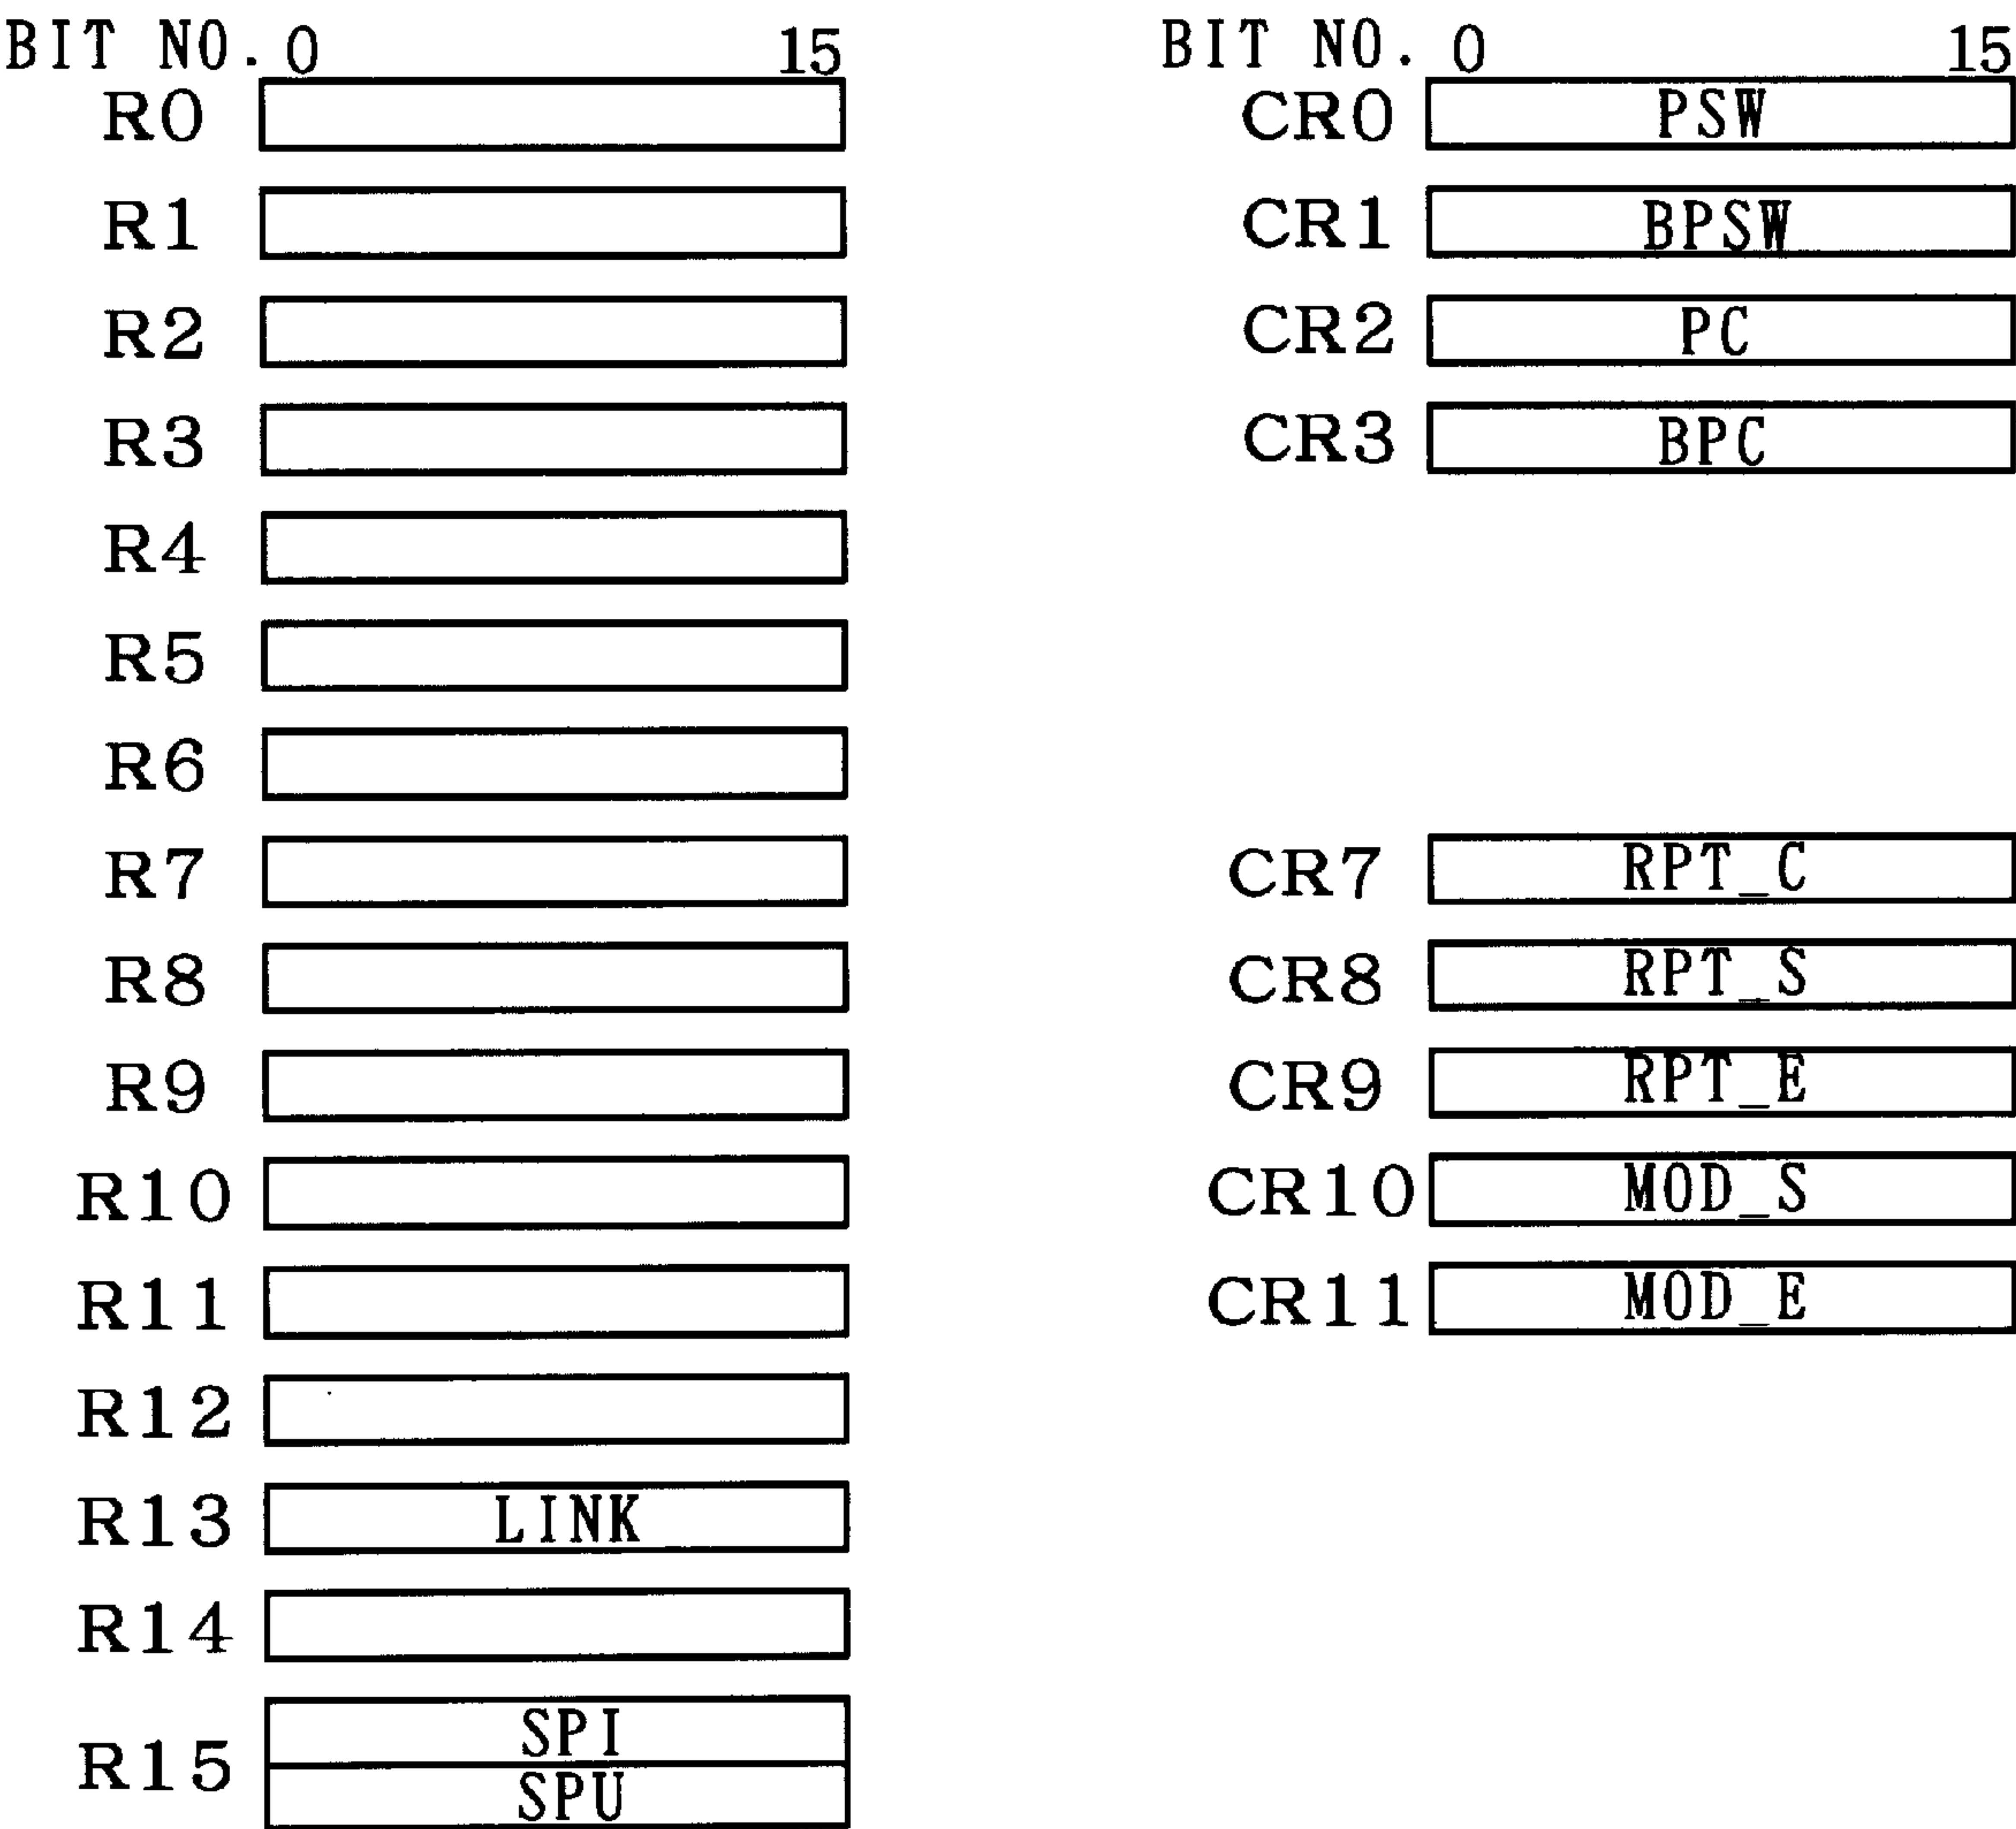 BIT NO. 0 15
R0
R1
R2
R3
R4
R5
R6
R7
R8
R9
R10
R11
R12
R13 LINK
R14
R15 SPI
SPU
BIT NO. 0 15
CR0 PSW
CR1 BPSW
CR2 PC
CR3 BPC
CR7 RPT_C
CR8 RPT_S
CR9 RPT_E
CR10 MOD_S
CR11 MOD_E